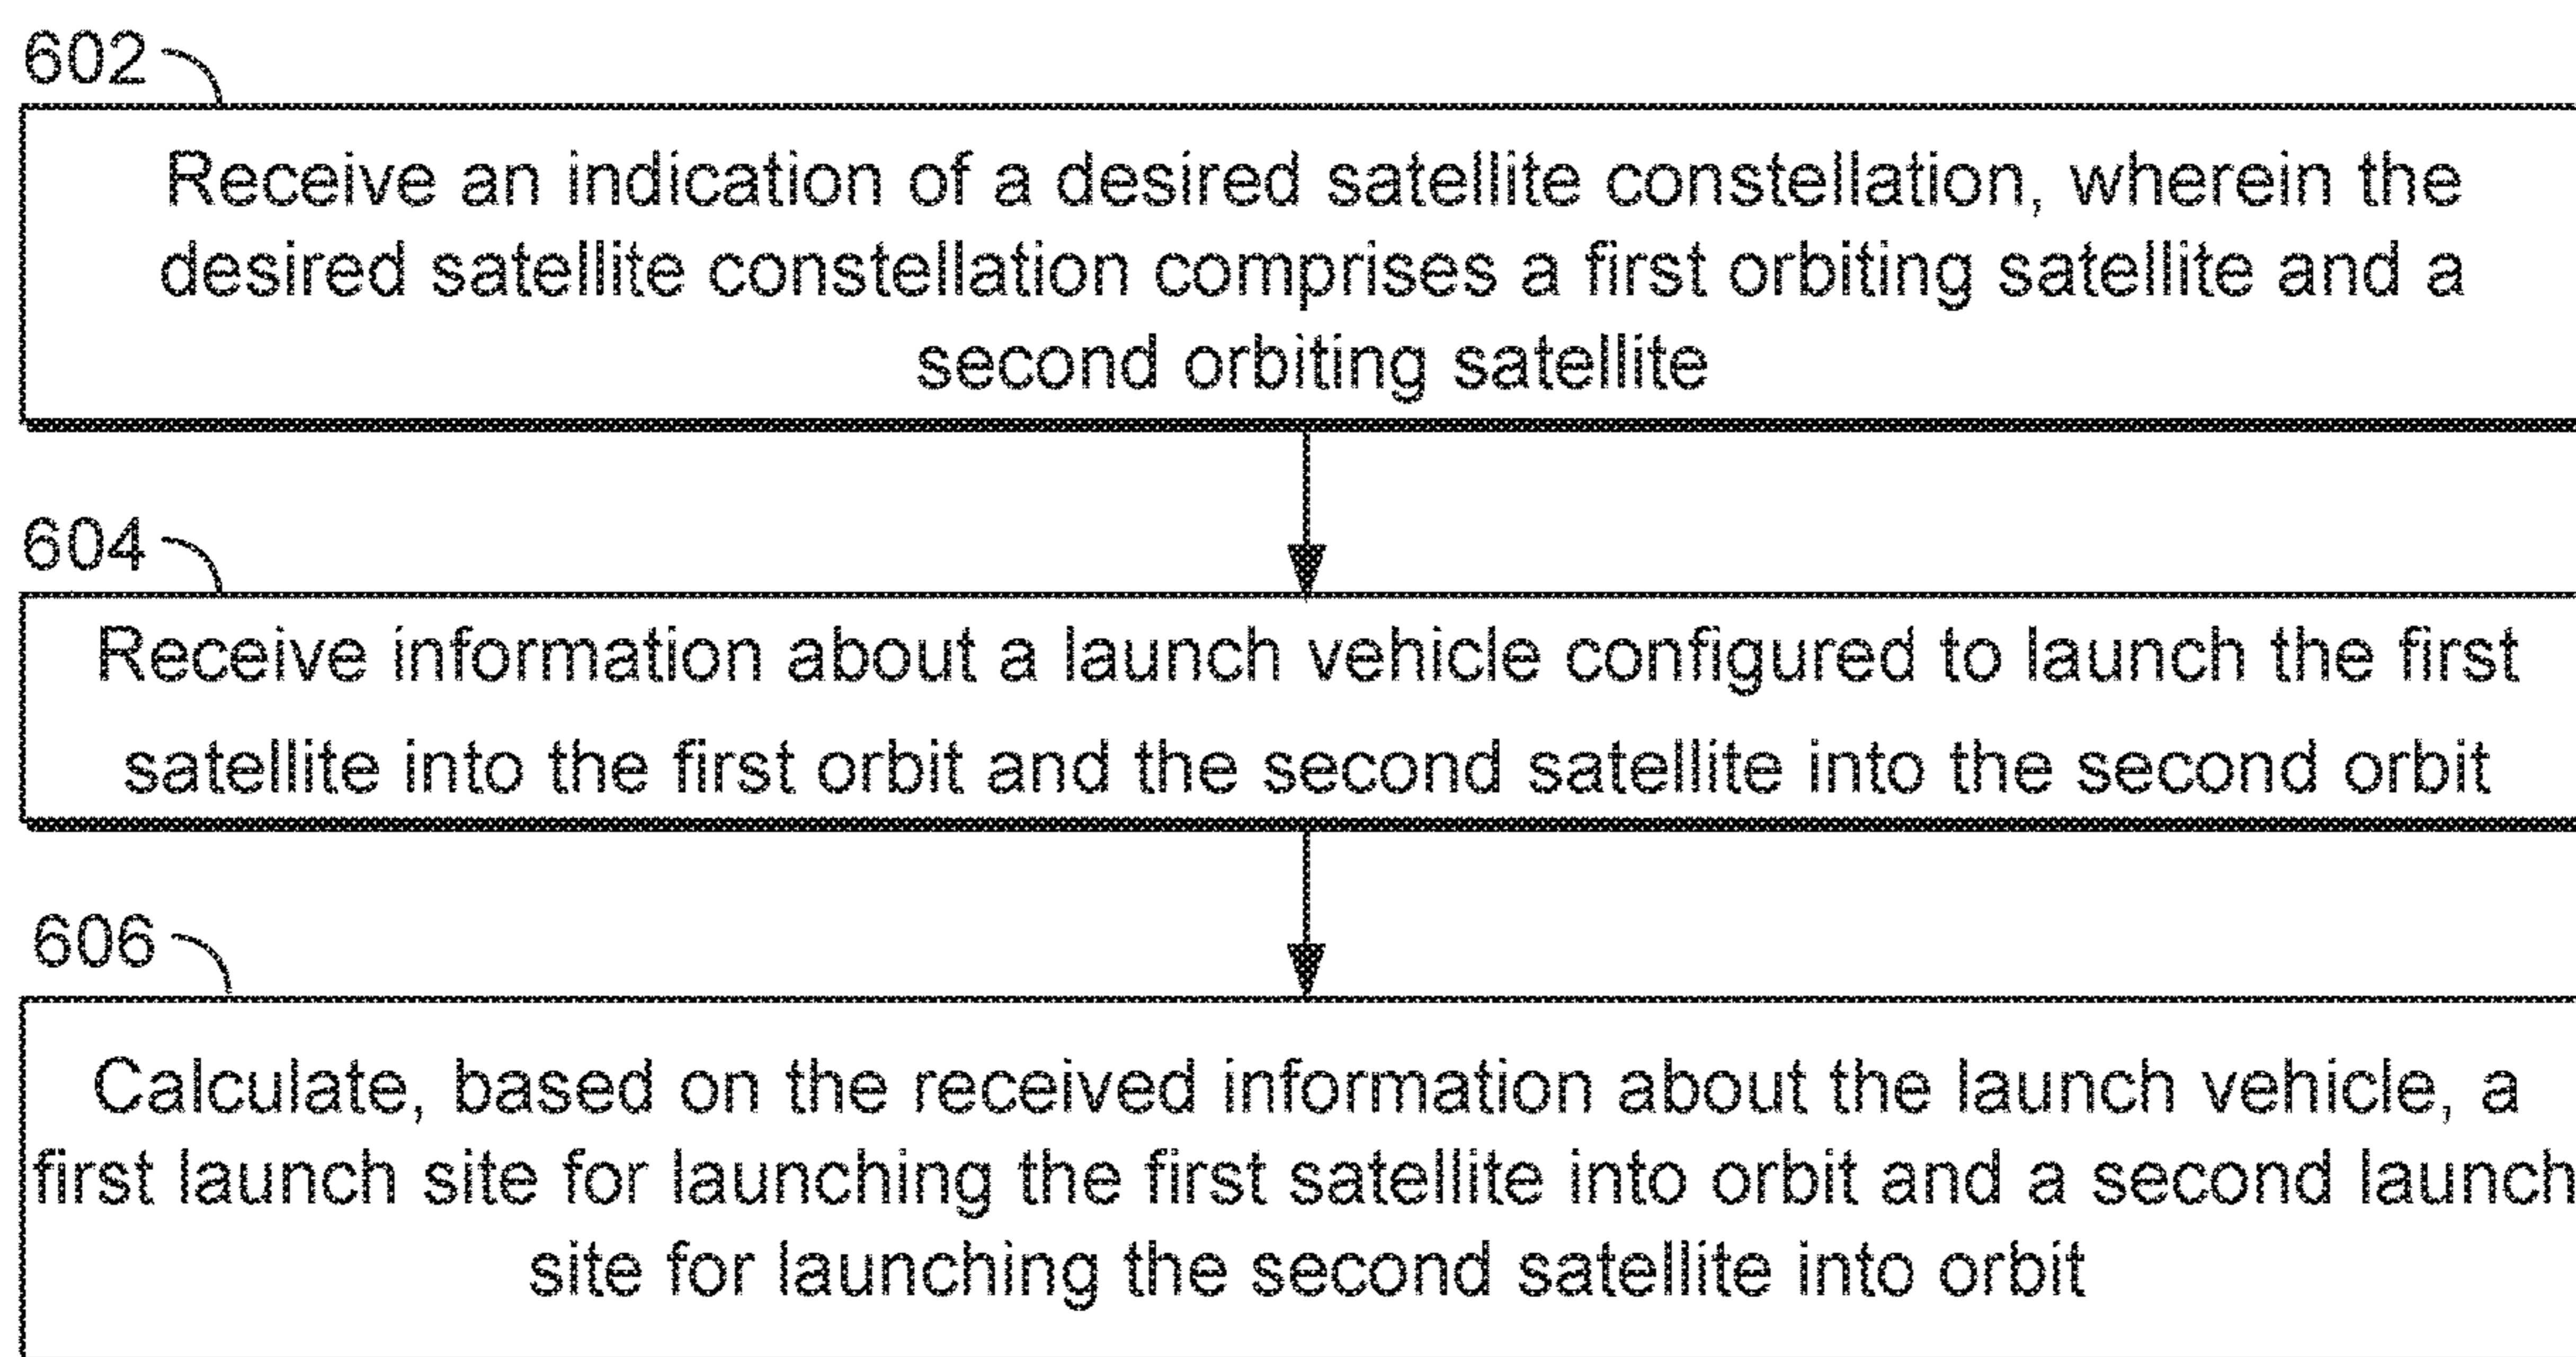 602
Receive an indication of a desired satellite constellation, wherein the
desired satellite constellation comprises a first orbiting satellite and a
second orbiting satellite
604
Receive information about a launch vehicle configured to launch the first
satellite into the first orbit and the second satellite into the second orbit
606
Calculate, based on the received information about the launch vehicle, a
first launch site for launching the first satellite into orbit and a second launch
site for launching the second satellite into orbit